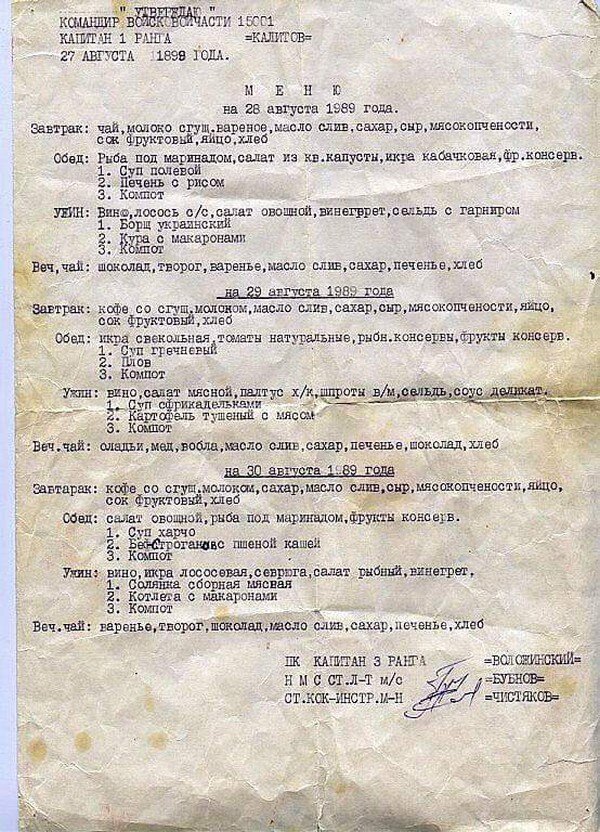 " УТВЕРЖДАЮ "
КОМАНДИР ВОЙСКОВОЙЧАСТИ 15001
КАПИТАН 1 РАНГА =КАЛИТОВ=
27 АВГУСТА 1899 ГОДА.
М Е Н Ю
на 28 августа 1989 года.
Завтрак: чай,молоко сгущ.вареное,масло слив,сахар,сыр,мясокопчености,
сок фруктовый,яйцо,хлеб
Обед: Рыба под маринадом,салат из кв.капусты,икра кабачковая,фр.консерв.
1. Суп полевой
2. Печень с рисом
3. Компот
УЖИН: Вино,лосось с/с,салат овощной,винегрет,сельдь с гарниром
1. Борщ украинский
2. Кура с макаронами
3. Компот
Веч,чай: шоколад,творог,варенье,масло слив,сахар,печенье,хлеб
на 29 августа 1989 года
Завтрак: кофе со сгущ.молоком,масло слив,сахар,сыр,мясокопчености,яйцо,
сок фруктовый,хлеб
Обед: икра свекольная,томаты натуральные,рыбн.консервы,фрукты консерв.
1. Суп гречневый
2. Плов
3. Компот
Ужин: вино,салат мясной,палтус х/к,шпроты в/м,сельдь,соус деликат.
1. Суп сфрикадельками
2. Картофель тушеный с мясом
3. Компот
Веч.чай: оладьи,мед,вобла,масло слив,сахар,печенье,шоколад,хлеб
на 30 августа 1989 года
Завтарак: кофе со сгущ.молоком,сахар,масло слив,сыр,мясокопчености,яйцо,
сок фруктовый,хлеб
Обед: салат овощной,рыба под маринадом,фрукты консерв.
1. Суп харчо
2. Беф-строгановс пшеной кашей
3. Компот
Ужин: вино,икра лососевая,севрюга,салат рыбный,винегрет,
1. Солянка сборная мясвая
2. Котлета с макаронами
3. Компот
Веч.чай: варенье,творог,шоколад,масло слив,сахар,печенье,хлеб
ПК КАПИТАН 3 РАНГА =ВОЛОЖИНСКИЙ=
Н М С СТ.Л-Т м/с =БУБНОВ=
СТ.КОК-ИНСТР.М-Н =ЧИСТЯКОВ=